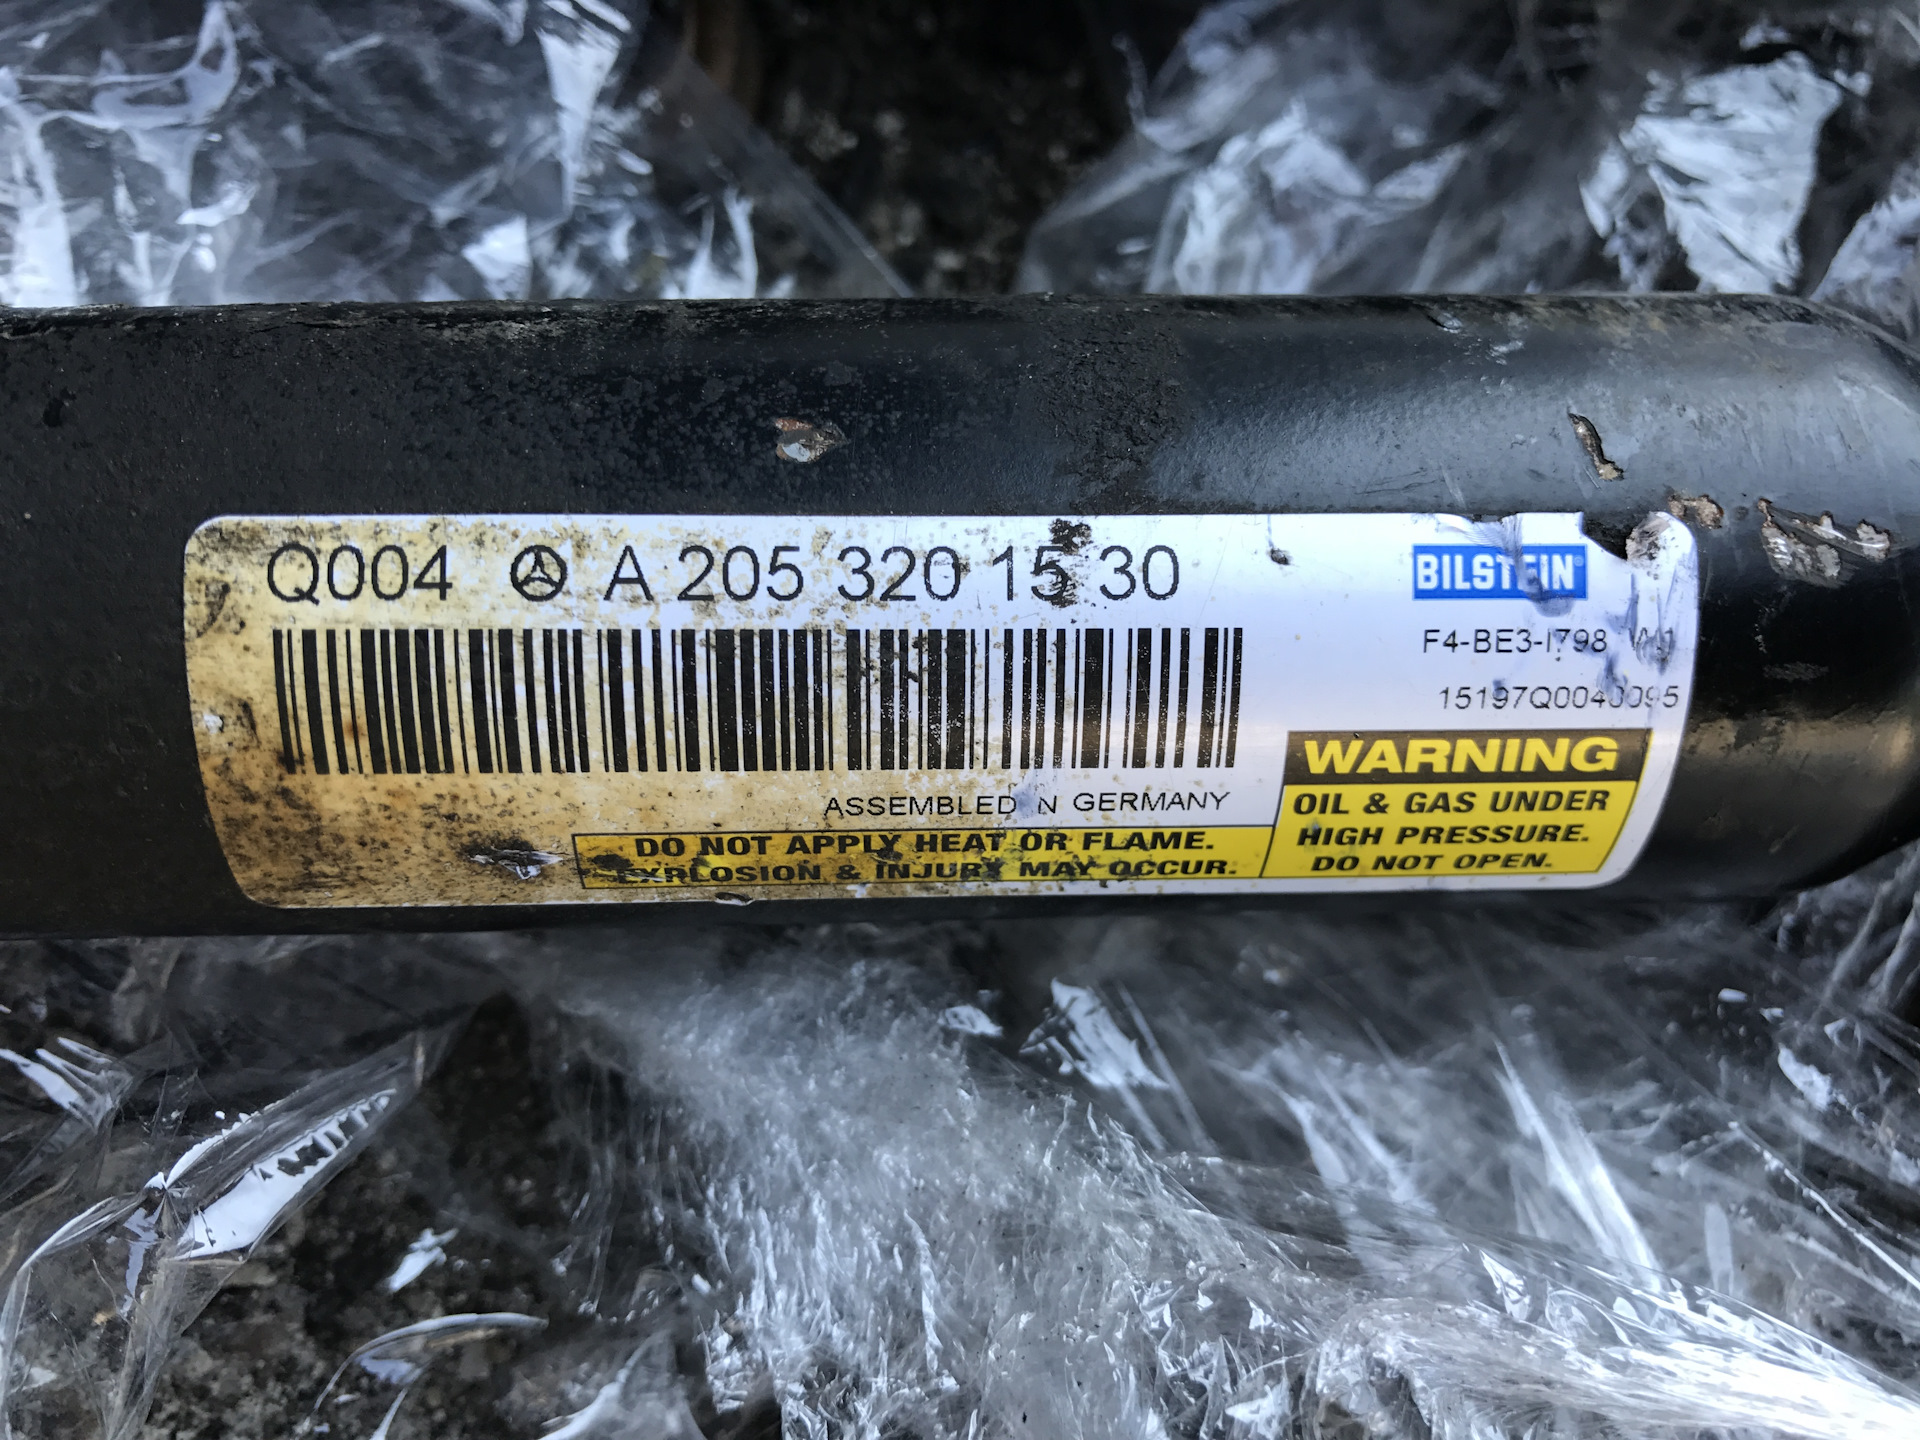 Q004 A 205 320 15 30
BILSTEIN
F4-BE3-I798
15197Q0040095
ASSEMBLED N GERMANY
DO NOT APPLY HEAT OR FLAME.
EXPLOSION & INJURY MAY OCCUR.
WARNING
OIL & GAS UNDER
HIGH PRESSURE.
DO NOT OPEN.